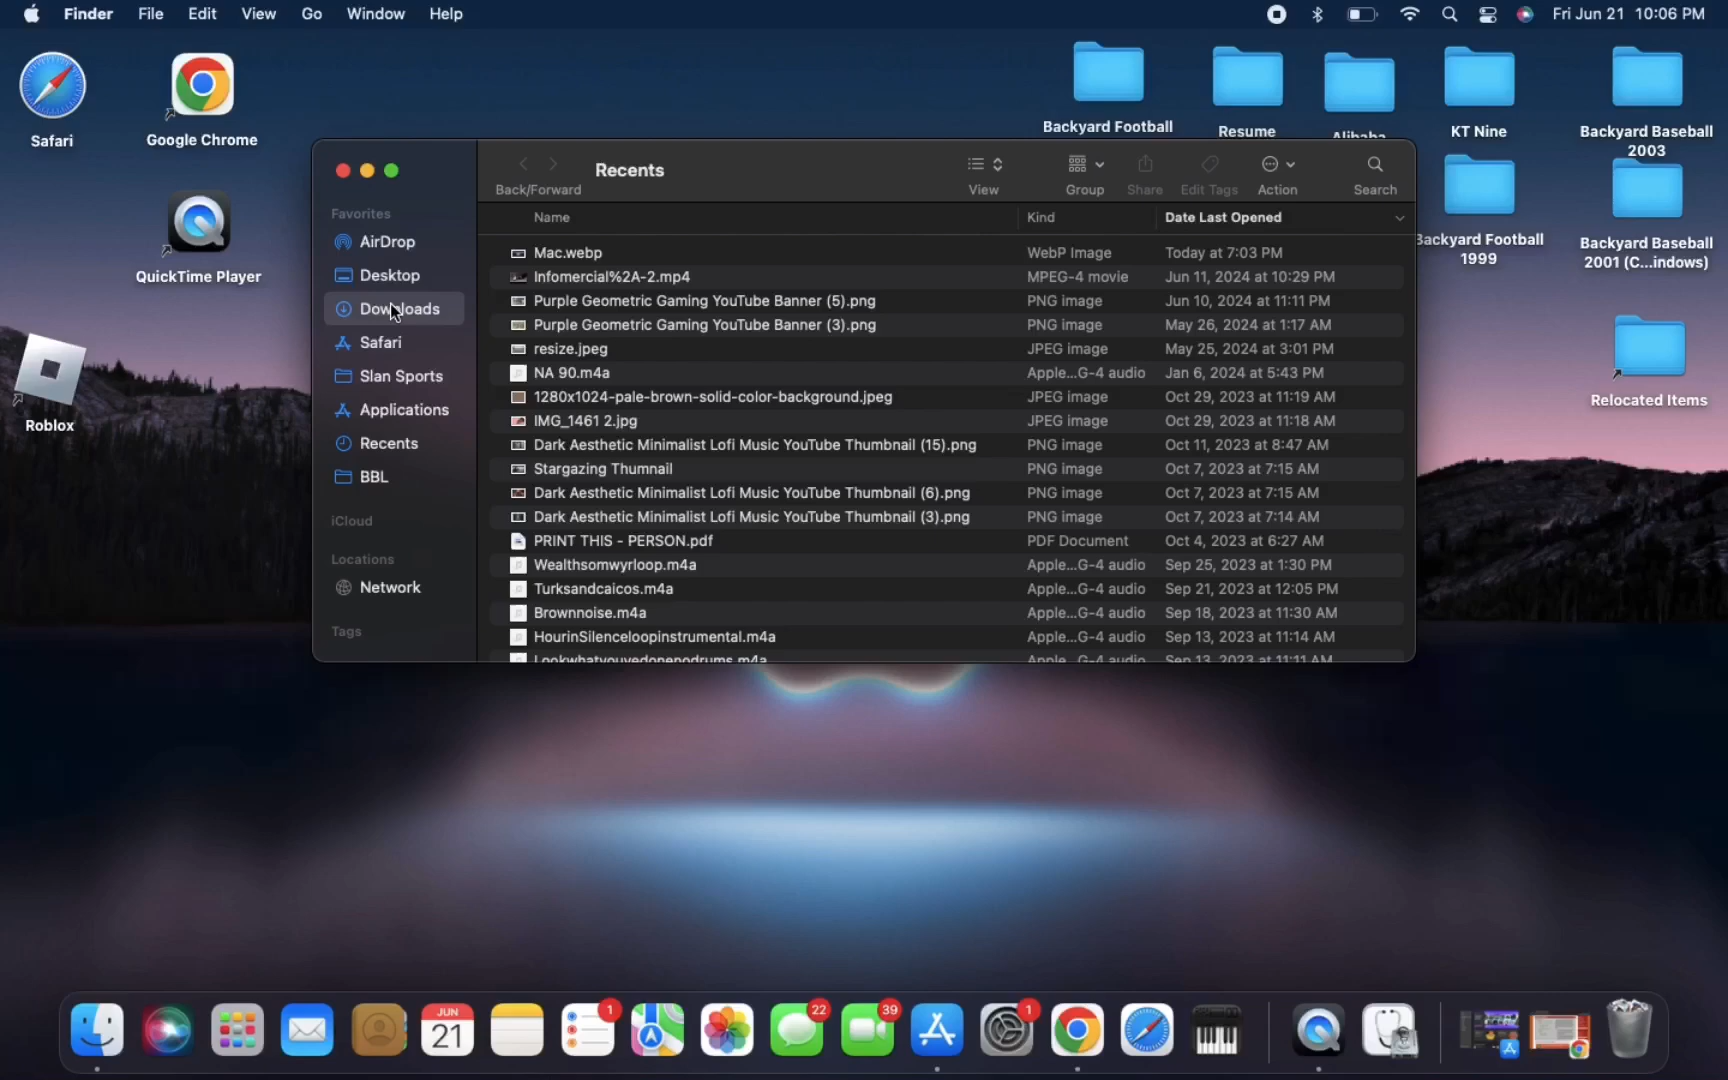 Finder File Edit View Go Window Help Fri Jun 21 10:06 PM
Safari
Google Chrome
QuickTime Player
Roblox
Backyard Football
Resume
Alibaba
KT Nine
Backyard Baseball
2003
Backyard Football
1999
Backyard Baseball
2001 (C...indows)
Relocated Items
Recents
Back/Forward
View
Group
Share
Edit Tags
Action
Search
Favorites
AirDrop
Desktop
Downloads
Safari
Slan Sports
Applications
Recents
BBL
iCloud
Locations
Network
Tags
Name Kind Date Last Opened
Mac.webp WebP Image Today at 7:03 PM
Infomercial%2A-2.mp4 MPEG-4 movie Jun 11, 2024 at 10:29 PM
Purple Geometric Gaming YouTube Banner (5).png PNG image Jun 10, 2024 at 11:11 PM
Purple Geometric Gaming YouTube Banner (3).png PNG image May 26, 2024 at 1:17 AM
resize.jpeg JPEG image May 25, 2024 at 3:01 PM
NA 90.m4a Apple...G-4 audio Jan 6, 2024 at 5:43 PM
1280x1024-pale-brown-solid-color-background.jpeg JPEG image Oct 29, 2023 at 11:19 AM
IMG_1461 2.jpg JPEG image Oct 29, 2023 at 11:18 AM
Dark Aesthetic Minimalist Lofi Music YouTube Thumbnail (15).png PNG image Oct 11, 2023 at 8:47 AM
Stargazing Thumnail PNG image Oct 7, 2023 at 7:15 AM
Dark Aesthetic Minimalist Lofi Music YouTube Thumbnail (6).png PNG image Oct 7, 2023 at 7:15 AM
Dark Aesthetic Minimalist Lofi Music YouTube Thumbnail (3).png PNG image Oct 7, 2023 at 7:14 AM
PRINT THIS - PERSON.pdf PDF Document Oct 4, 2023 at 6:27 AM
Wealthsomwyrloop.m4a Apple...G-4 audio Sep 25, 2023 at 1:30 PM
Turksandcaicos.m4a Apple...G-4 audio Sep 21, 2023 at 12:05 PM
Brownnoise.m4a Apple...G-4 audio Sep 18, 2023 at 11:30 AM
HourinSilenceloopinstrumental.m4a Apple...G-4 audio Sep 13, 2023 at 11:14 AM
Lookwhatyouvedonenodrums.m4a Apple...G-4 audio Sep 13, 2023 at 11:11 AM
JUN
21
1
22
39
1